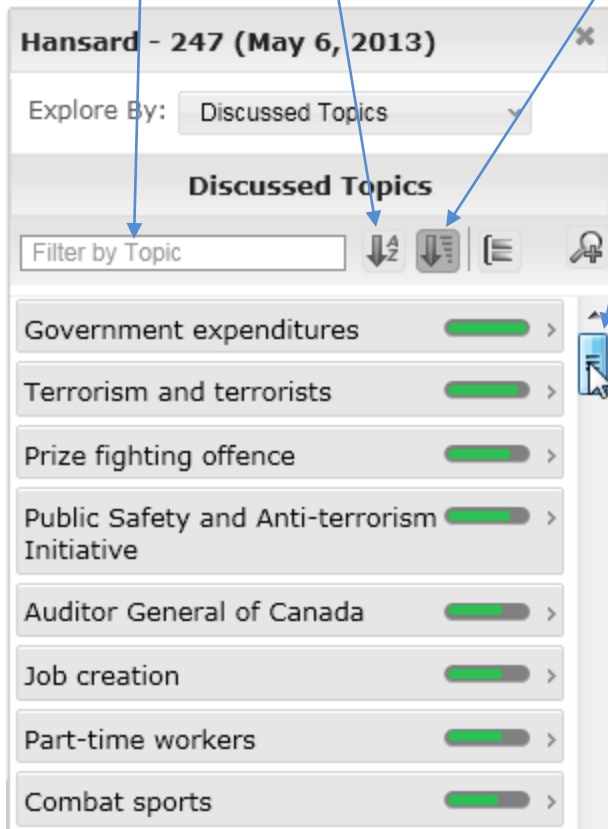 Hansard - 247 (May 6, 2013)
Explore By: Discussed Topics
Discussed Topics
Filter by Topic
A
Z
Government expenditures
Terrorism and terrorists
Prize fighting offence
Public Safety and Anti-terrorism
Initiative
Auditor General of Canada
Job creation
Part-time workers
Combat sports